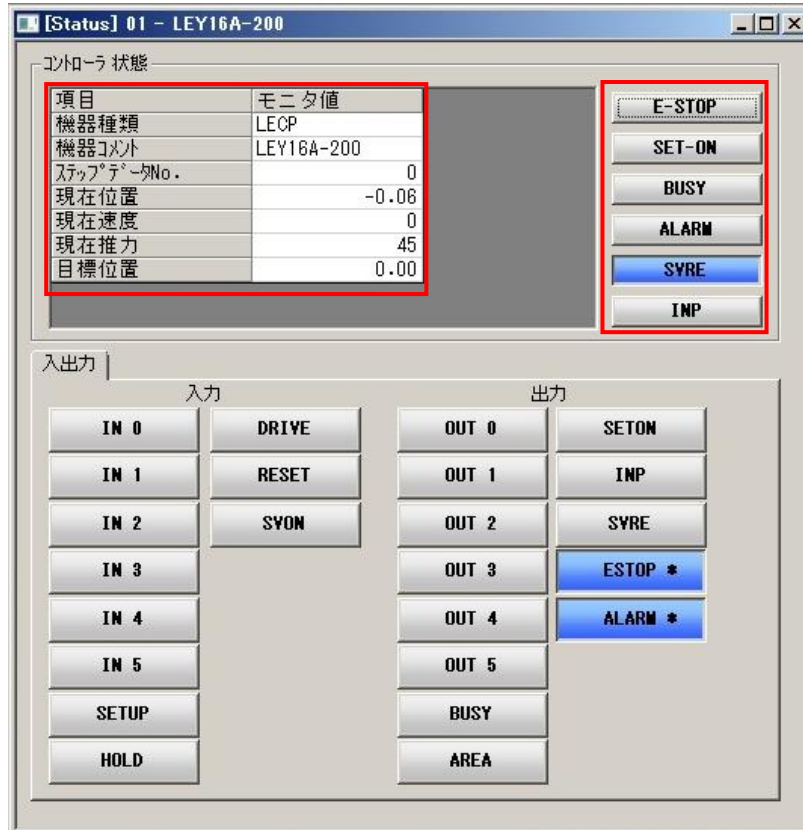 [Status] 01 - LEY16A-200
コントローラ 状態
項目 モニタ値
機器種類 LECP
機器コメント LEY16A-200
ステップデータNo. 0
現在位置 -0.06
現在速度 0
現在推力 45
目標位置 0.00
E-STOP
SET-ON
BUSY
ALARM
SVRE
INP
入出力
入力 出力
IN 0 DRIVE OUT 0 SETON
IN 1 RESET OUT 1 INP
IN 2 SVON OUT 2 SVRE
IN 3 OUT 3 ESTOP *
IN 4 OUT 4 ALARM *
IN 5 OUT 5
SETUP BUSY
HOLD AREA